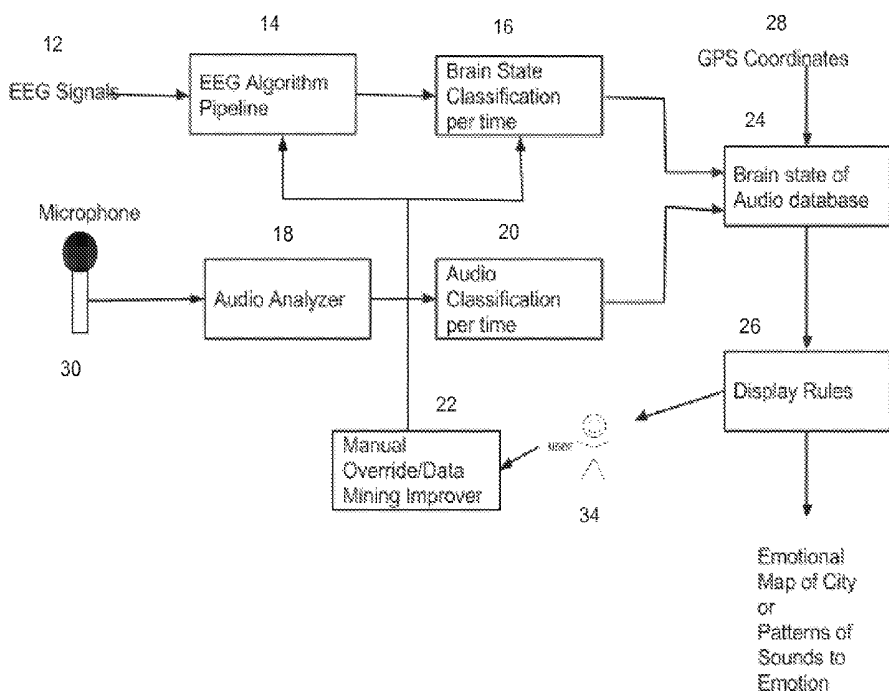 12
EEG Signals
14
EEG Algorithm
Pipeline
16
Brain State
Classification
per time
28
GPS Coordinates
24
Brain state of
Audio database
Microphone
30
18
Audio Analyzer
20
Audio
Classification
per time
26
Display Rules
22
Manual
Override/Data
Mining Improver
user
34
Emotional
Map of City
or
Patterns of
Sounds to
Emotion